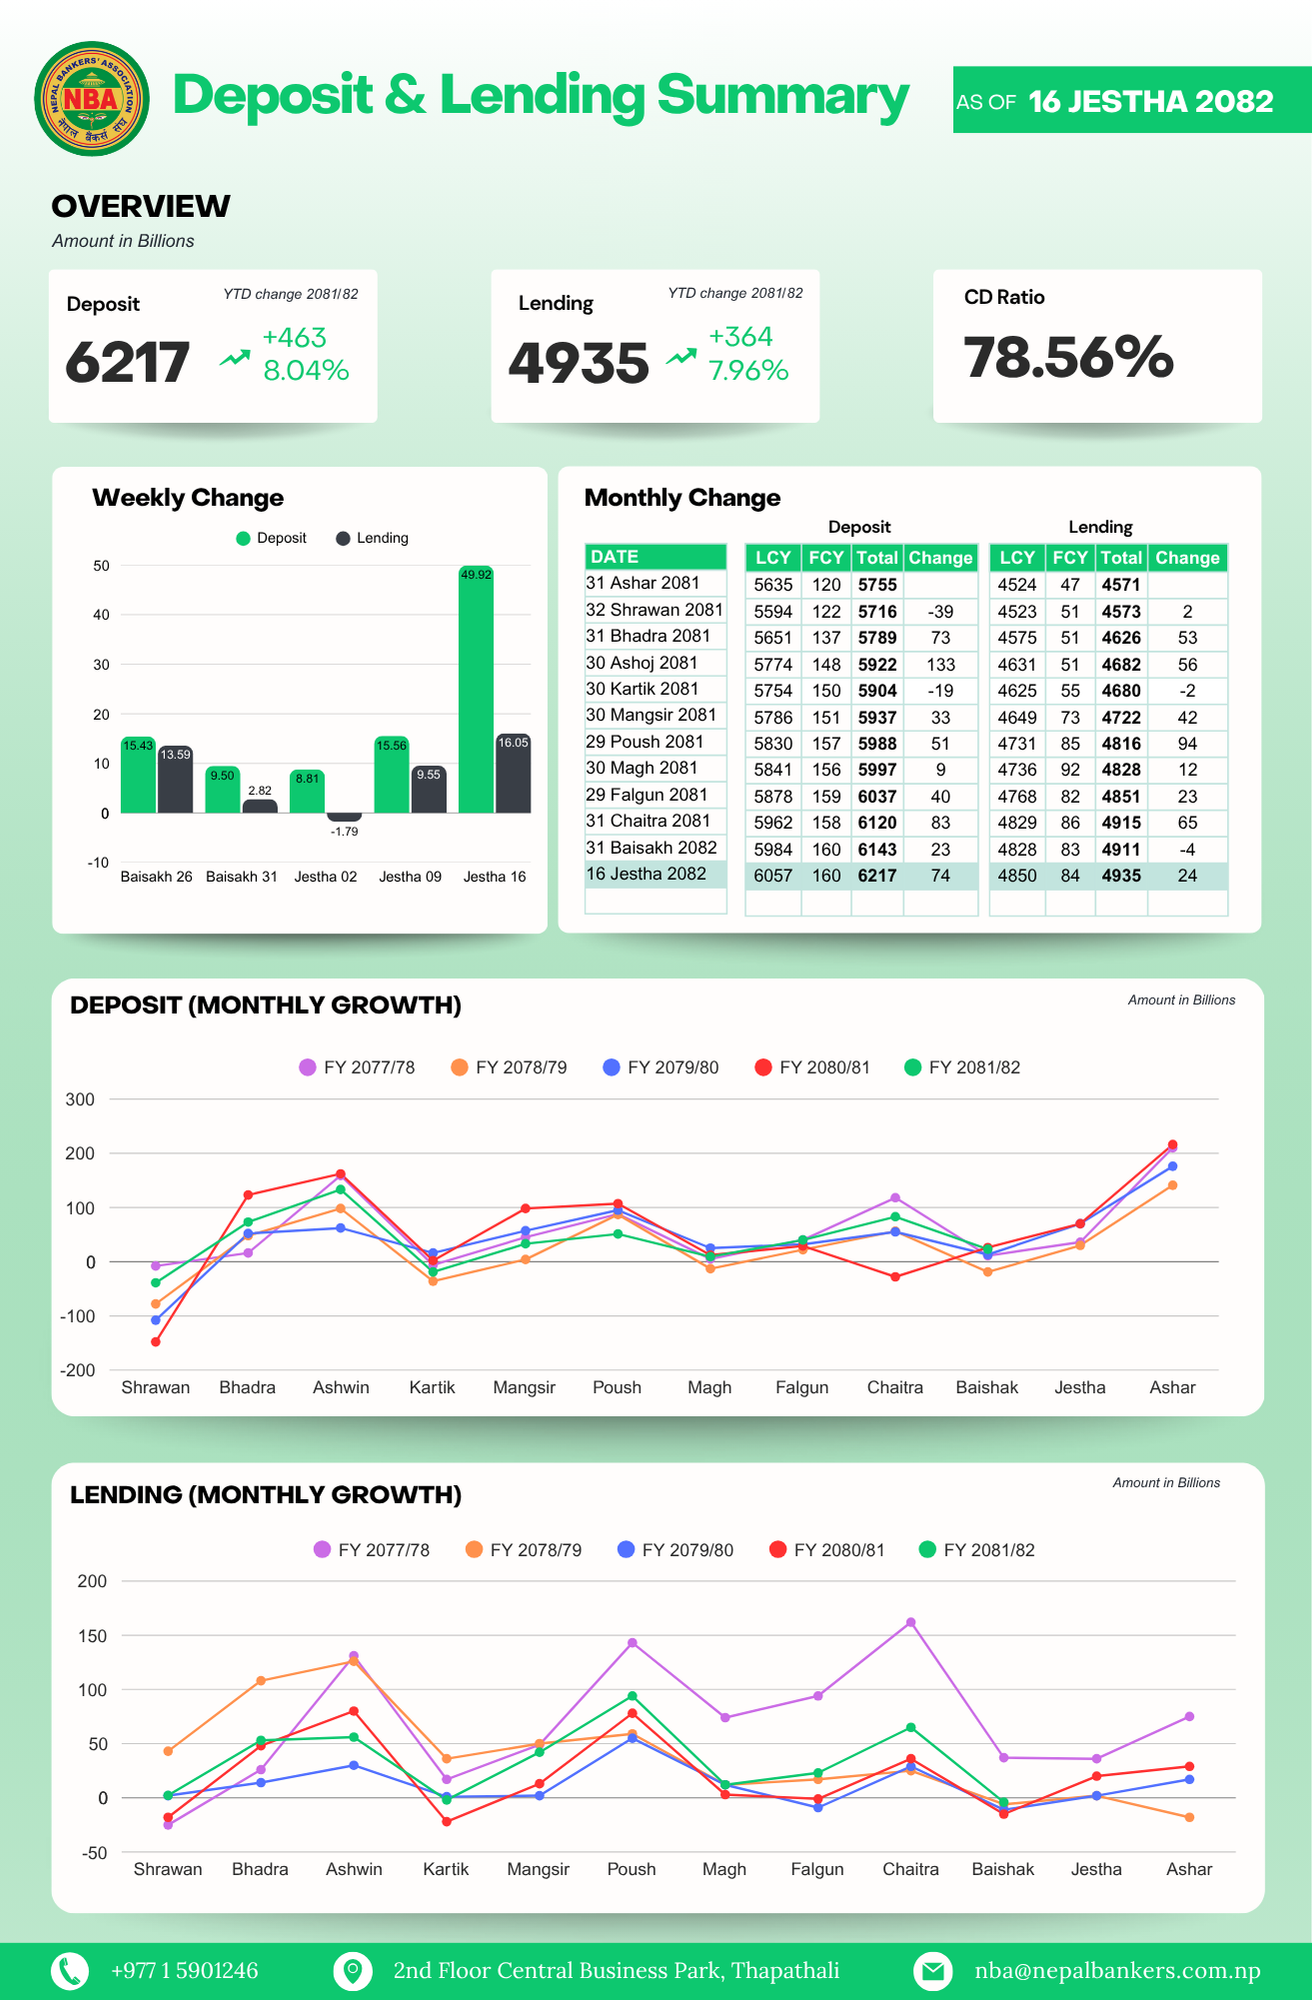 NEPAL BANKERS' ASSOCIATION
NBA
नेपाल बैंकर्स संघ
Deposit & Lending Summary
AS OF 16 JESTHA 2082
OVERVIEW
Amount in Billions
Deposit
YTD change 2081/82
6217
+463
8.04%
Lending
YTD change 2081/82
4935
+364
7.96%
CD Ratio
78.56%
Weekly Change
Deposit Lending
50
40
30
20
10
0
-10
15.43
13.59
9.50
2.82
8.81
-1.79
15.56
9.55
49.92
16.05
Baisakh 26 Baisakh 31 Jestha 02 Jestha 09 Jestha 16
Monthly Change
Deposit Lending
DATE LCY FCY Total Change LCY FCY Total Change
31 Ashar 2081 5635 120 5755 4524 47 4571
32 Shrawan 2081 5594 122 5716 -39 4523 51 4573 2
31 Bhadra 2081 5651 137 5789 73 4575 51 4626 53
30 Ashoj 2081 5774 148 5922 133 4631 51 4682 56
30 Kartik 2081 5754 150 5904 -19 4625 55 4680 -2
30 Mangsir 2081 5786 151 5937 33 4649 73 4722 42
29 Poush 2081 5830 157 5988 51 4731 85 4816 94
30 Magh 2081 5841 156 5997 9 4736 92 4828 12
29 Falgun 2081 5878 159 6037 40 4768 82 4851 23
31 Chaitra 2081 5962 158 6120 83 4829 86 4915 65
31 Baisakh 2082 5984 160 6143 23 4828 83 4911 -4
16 Jestha 2082 6057 160 6217 74 4850 84 4935 24
DEPOSIT (MONTHLY GROWTH)
Amount in Billions
FY 2077/78 FY 2078/79 FY 2079/80 FY 2080/81 FY 2081/82
300
200
100
0
-100
-200
Shrawan Bhadra Ashwin Kartik Mangsir Poush Magh Falgun Chaitra Baishak Jestha Ashar
LENDING (MONTHLY GROWTH)
Amount in Billions
FY 2077/78 FY 2078/79 FY 2079/80 FY 2080/81 FY 2081/82
200
150
100
50
0
-50
Shrawan Bhadra Ashwin Kartik Mangsir Poush Magh Falgun Chaitra Baishak Jestha Ashar
+977 1 5901246
2nd Floor Central Business Park, Thapathali
nba@nepalbankers.com.np